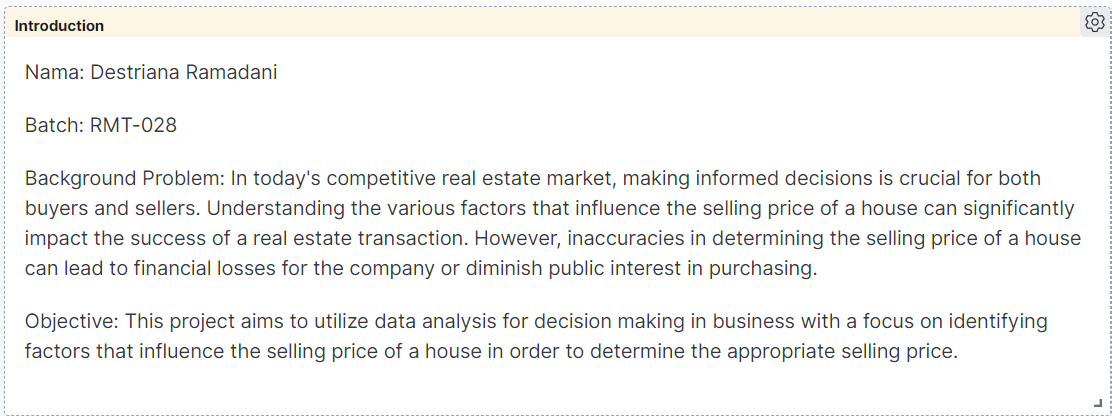 Introduction
Nama: Destriana Ramadani
Batch: RMT-028
Background Problem: In today's competitive real estate market, making informed decisions is crucial for both
buyers and sellers. Understanding the various factors that influence the selling price of a house can significantly
impact the success of a real estate transaction. However, inaccuracies in determining the selling price of a house
can lead to financial losses for the company or diminish public interest in purchasing.
Objective: This project aims to utilize data analysis for decision making in business with a focus on identifying
factors that influence the selling price of a house in order to determine the appropriate selling price.